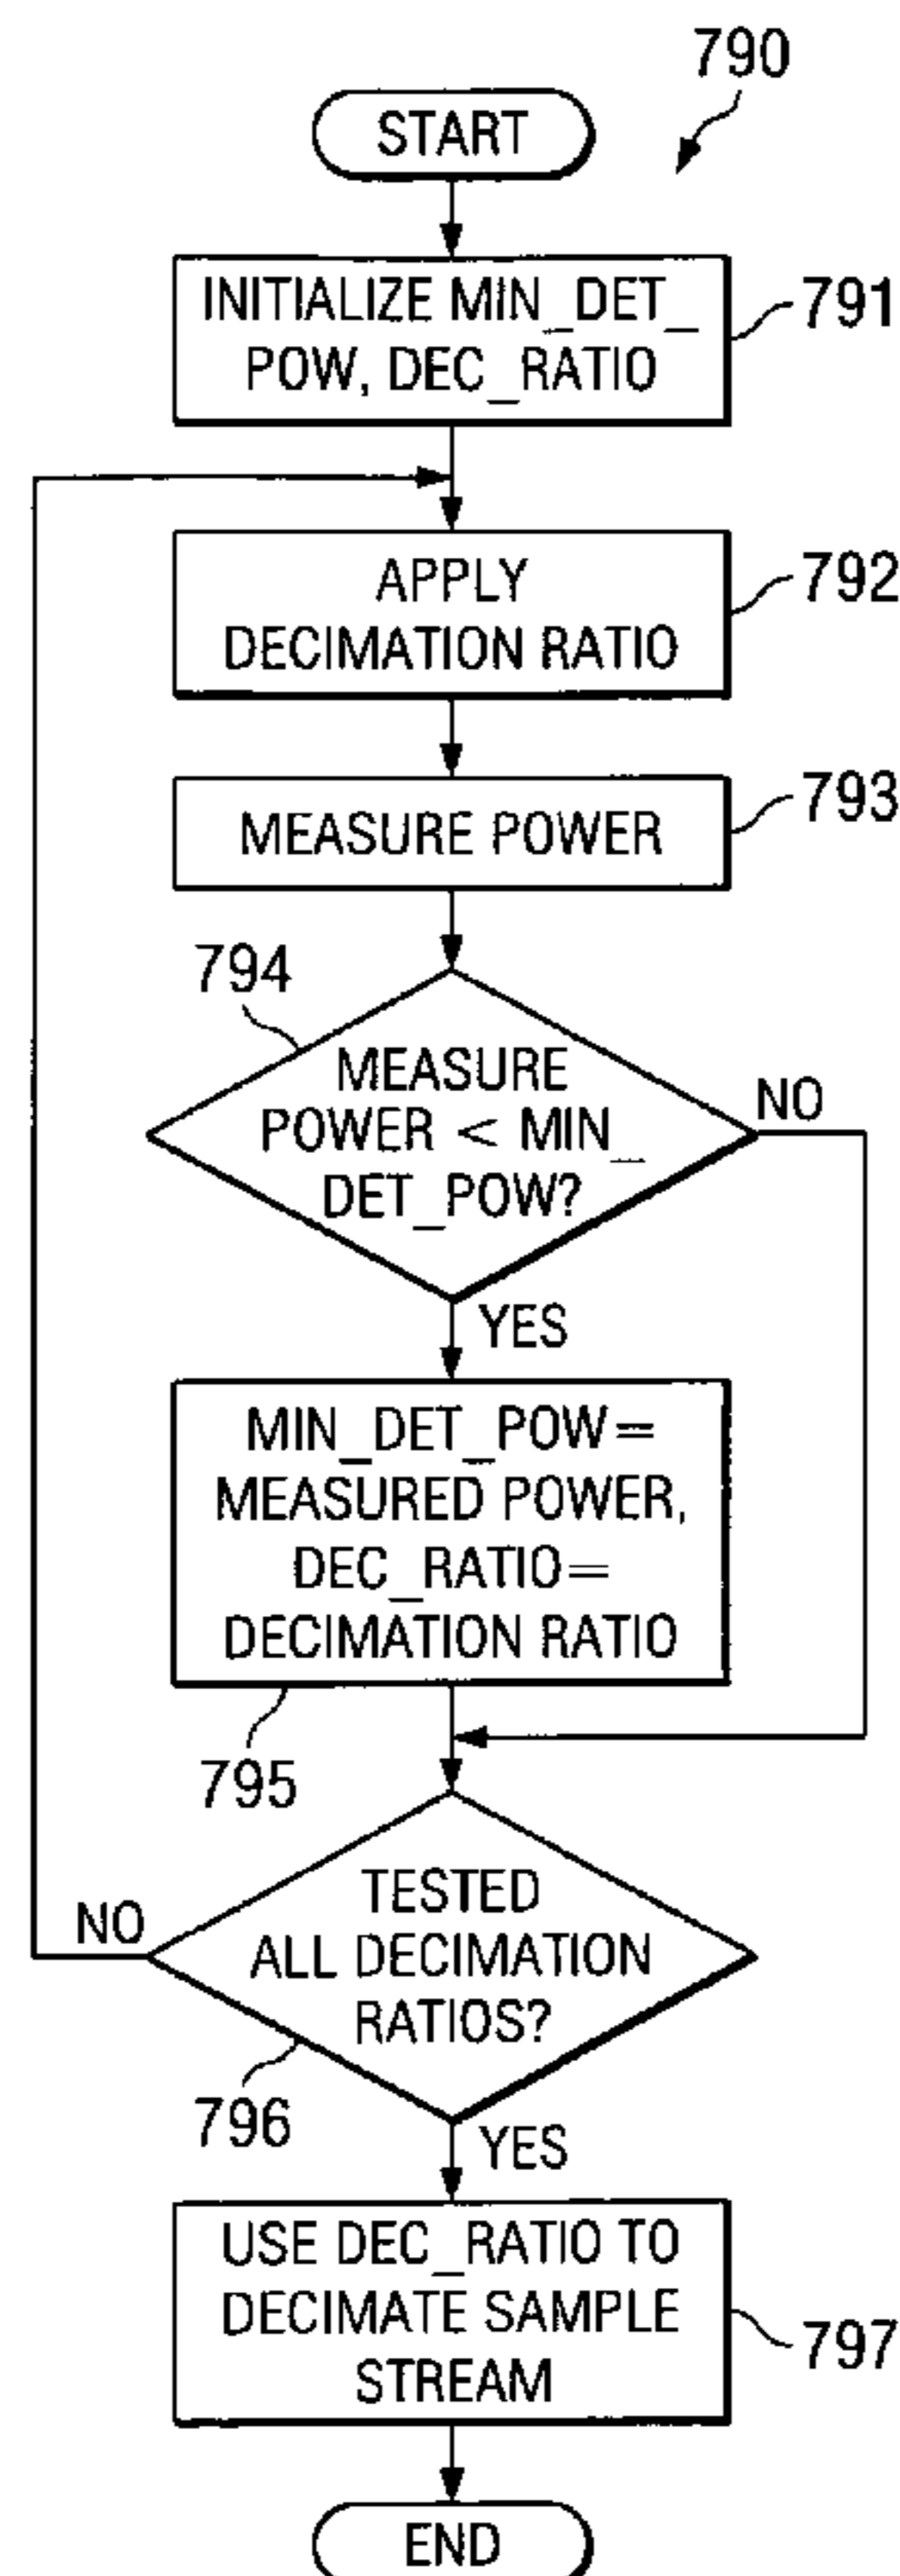 790
START
INITIALIZE MIN_DET_
POW, DEC_RATIO
791
APPLY
DECIMATION RATIO
792
MEASURE POWER
793
794
MEASURE
POWER < MIN_
DET_POW?
NO
YES
MIN_DET_POW=
MEASURED POWER,
DEC_RATIO=
DECIMATION RATIO
795
TESTED
ALL DECIMATION
RATIOS?
NO
796
YES
USE DEC_RATIO TO
DECIMATE SAMPLE
STREAM
797
END